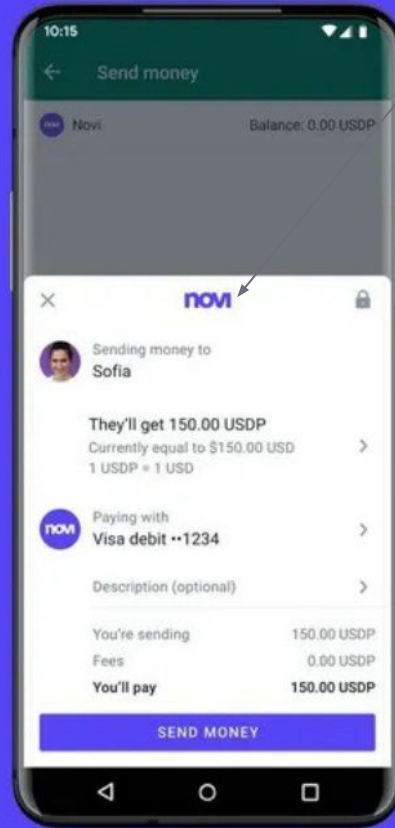 10:15
Send money
novi Novi Balance: 0.00 USDP
novi
Sending money to
Sofia
They'll get 150.00 USDP
Currently equal to $150.00 USD
1 USDP = 1 USD
novi
Paying with
Visa debit ••1234
Description (optional)
You're sending 150.00 USDP
Fees 0.00 USDP
You'll pay 150.00 USDP
SEND MONEY